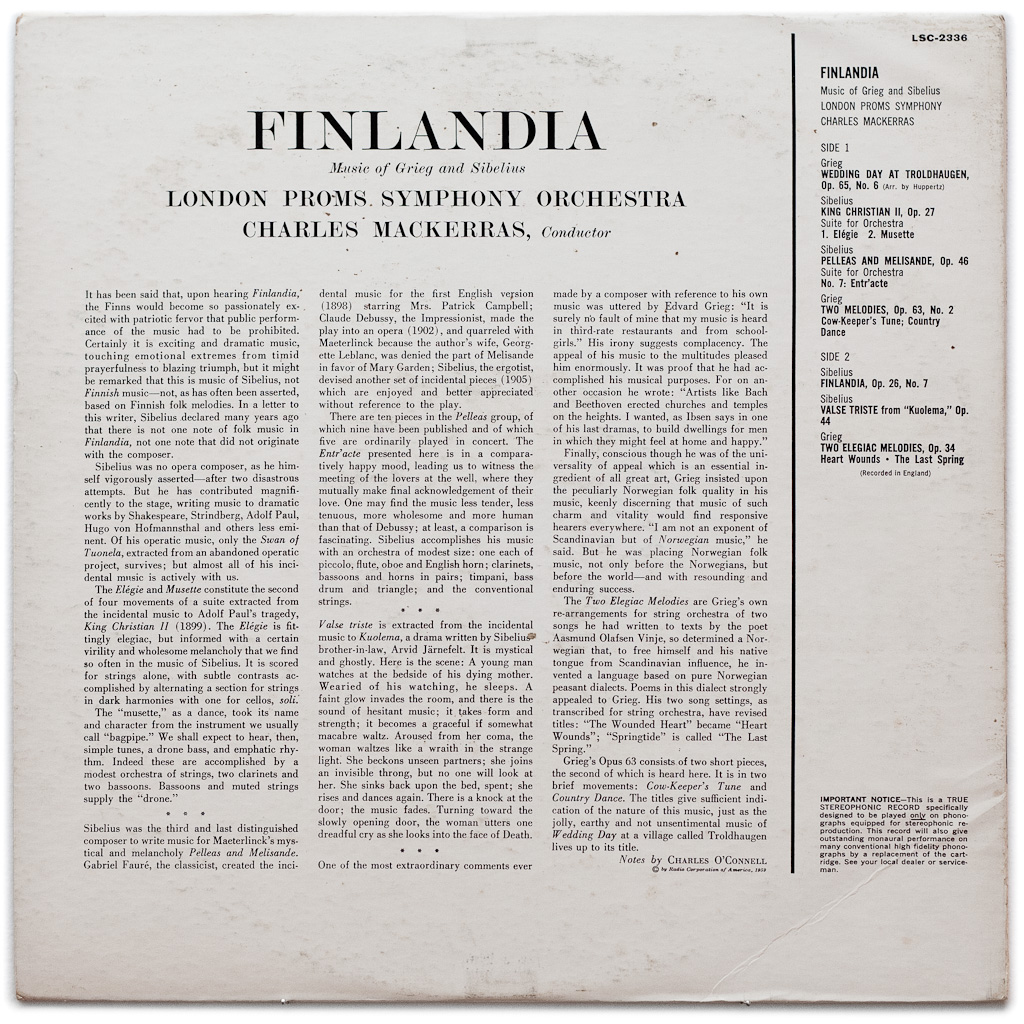 LSC-2336
FINLANDIA
Music of Grieg and Sibelius
LONDON PROMS SYMPHONY ORCHESTRA
CHARLES MACKERRAS, Conductor
It has been said that, upon hearing Finlandia,
the Finns would become so passionately ex-
cited with patriotic fervor that public perform-
ance of the music had to be prohibited.
Certainly it is exciting and dramatic music,
touching emotional extremes from timid
prayerfulness to blazing triumph, but it might
be remarked that this is music of Sibelius, not
Finnish music—not, as has often been asserted,
based on Finnish folk melodies. In a letter to
this writer, Sibelius declared many years ago
that there is not one note of folk music in
Finlandia, not one note that did not originate
with the composer.
Sibelius was no opera composer, as he him-
self vigorously asserted—after two disastrous
attempts. But he has contributed magnifi-
cently to the stage, writing music to dramatic
works by Shakespeare, Strindberg, Adolf Paul,
Hugo von Hofmannsthal and others less emi-
nent. Of his operatic music, only the Swan of
Tuonela, extracted from an abandoned operatic
project, survives; but almost all of his inci-
dental music is actively with us.
The Elégie and Musette constitute the second
of four movements of a suite extracted from
the incidental music to Adolf Paul's tragedy,
King Christian II (1899). The Elégie is fit-
tingly elegiac, but informed with a certain
virility and wholesome melancholy that we find
so often in the music of Sibelius. It is scored
for strings alone, with subtle contrasts ac-
complished by alternating a section for strings
in dark harmonies with one for cellos, soli.
The "musette," as a dance, took its name
and character from the instrument we usually
call "bagpipe." We shall expect to hear, then,
simple tunes, a drone bass, and emphatic rhy-
thm. Indeed these are accomplished by a
modest orchestra of strings, two clarinets and
two bassoons. Bassoons and muted strings
supply the "drone."
* * *
Sibelius was the third and last distinguished
composer to write music for Maeterlinck's mys-
tical and melancholy Pelleas and Melisande.
Gabriel Fauré, the classicist, created the inci-
dental music for the first English version
(1898) starring Mrs. Patrick Campbell;
Claude Debussy, the Impressionist, made the
play into an opera (1902), and quarreled with
Maeterlinck because the author's wife, Georg-
ette Leblanc, was denied the part of Melisande
in favor of Mary Garden; Sibelius, the ergotist,
devised another set of incidental pieces (1905)
which are enjoyed and better appreciated
without reference to the play.
There are ten pieces in the Pelleas group, of
which nine have been published and of which
five are ordinarily played in concert. The
Entr'acte presented here is in a compara-
tively happy mood, leading us to witness the
meeting of the lovers at the well, where they
mutually make final acknowledgement of their
love. One may find the music less tender, less
tenuous, more wholesome and more human
than that of Debussy; at least, a comparison is
fascinating. Sibelius accomplishes his music
with an orchestra of modest size: one each of
piccolo, flute, oboe and English horn; clarinets,
bassoons and horns in pairs; timpani, bass
drum and triangle; and the conventional
strings.
* * *
Valse triste is extracted from the incidental
music to Kuolema, a drama written by Sibelius'
brother-in-law, Arvid Järnefelt. It is mystical
and ghostly. Here is the scene: A young man
watches at the bedside of his dying mother.
Wearied of his watching, he sleeps. A
faint glow invades the room, and there is the
sound of hesitant music; it takes form and
strength; it becomes a graceful if somewhat
macabre waltz. Aroused from her coma, the
woman waltzes like a wraith in the strange
light. She beckons unseen partners; she joins
an invisible throng, but no one will look at
her. She sinks back upon the bed, spent; she
rises and dances again. There is a knock at the
door; the music fades. Turning toward the
slowly opening door, the woman utters one
dreadful cry as she looks into the face of Death.
* * *
One of the most extraordinary comments ever
made by a composer with reference to his own
music was uttered by Edvard Grieg: "It is
surely no fault of mine that my music is heard
in third-rate restaurants and from school-
girls." His irony suggests complacency. The
appeal of his music to the multitudes pleased
him enormously. It was proof that he had ac-
complished his musical purposes. For on an-
other occasion he wrote: "Artists like Bach
and Beethoven erected churches and temples
on the heights. I wanted, as Ibsen says in one
of his last dramas, to build dwellings for men
in which they might feel at home and happy."
Finally, conscious though he was of the uni-
versality of appeal which is an essential in-
gredient of all great art, Grieg insisted upon
the peculiarly Norwegian folk quality in his
music, keenly discerning that music of such
charm and vitality would find responsive
hearers everywhere. "I am not an exponent of
Scandinavian but of Norwegian music," he
said. But he was placing Norwegian folk
music, not only before the Norwegians, but
before the world—and with resounding and
enduring success.
The Two Elegiac Melodies are Grieg's own
re-arrangement for string orchestra of two
songs he had written to texts by the poet
Aasmund Olafsen Vinje, so determined a Nor-
wegian that, to free himself and his native
tongue from Scandinavian influence, he in-
vented a language based on pure Norwegian
peasant dialects. Poems in this dialect strongly
appealed to Grieg. His two song settings, as
transcribed for string orchestra, have revised
titles: "The Wounded Heart" became "Heart
Wounds"; "Springtide" is called "The Last
Spring."
Grieg's Opus 63 consists of two short pieces,
the second of which is heard here. It is in two
brief movements: Cow-Keeper's Tune and
Country Dance. The titles give sufficient indi-
cation of the nature of this music, just as the
jolly, earthy and not unsentimental music of
Wedding Day at a village called Troldhaugen
lives up to its title.
Notes by CHARLES O'CONNELL
© by Radio Corporation of America, 1959
FINLANDIA
Music of Grieg and Sibelius
LONDON PROMS SYMPHONY
CHARLES MACKERRAS
SIDE 1
Grieg
WEDDING DAY AT TROLDHAUGEN,
Op. 65, No. 6 (Arr. by Huppertz)
Sibelius
KING CHRISTIAN II, Op. 27
Suite for Orchestra
1. Elégie 2. Musette
Sibelius
PELLEAS AND MELISANDE, Op. 46
Suite for Orchestra
No. 7: Entr'acte
Grieg
TWO MELODIES, Op. 63, No. 2
Cow-Keeper's Tune; Country
Dance
SIDE 2
Sibelius
FINLANDIA, Op. 26, No. 7
Sibelius
VALSE TRISTE from "Kuolema," Op.
44
Grieg
TWO ELEGIAC MELODIES, Op. 34
Heart Wounds • The Last Spring
(Recorded in England)
IMPORTANT NOTICE—This is a TRUE
STEREOPHONIC RECORD specifically
designed to be played only on phono-
graphs equipped for stereophonic re-
production. This record will also give
outstanding monaural performance on
many conventional high fidelity phono-
graphs by a replacement of the cart-
ridge. See your local dealer or service-
man.